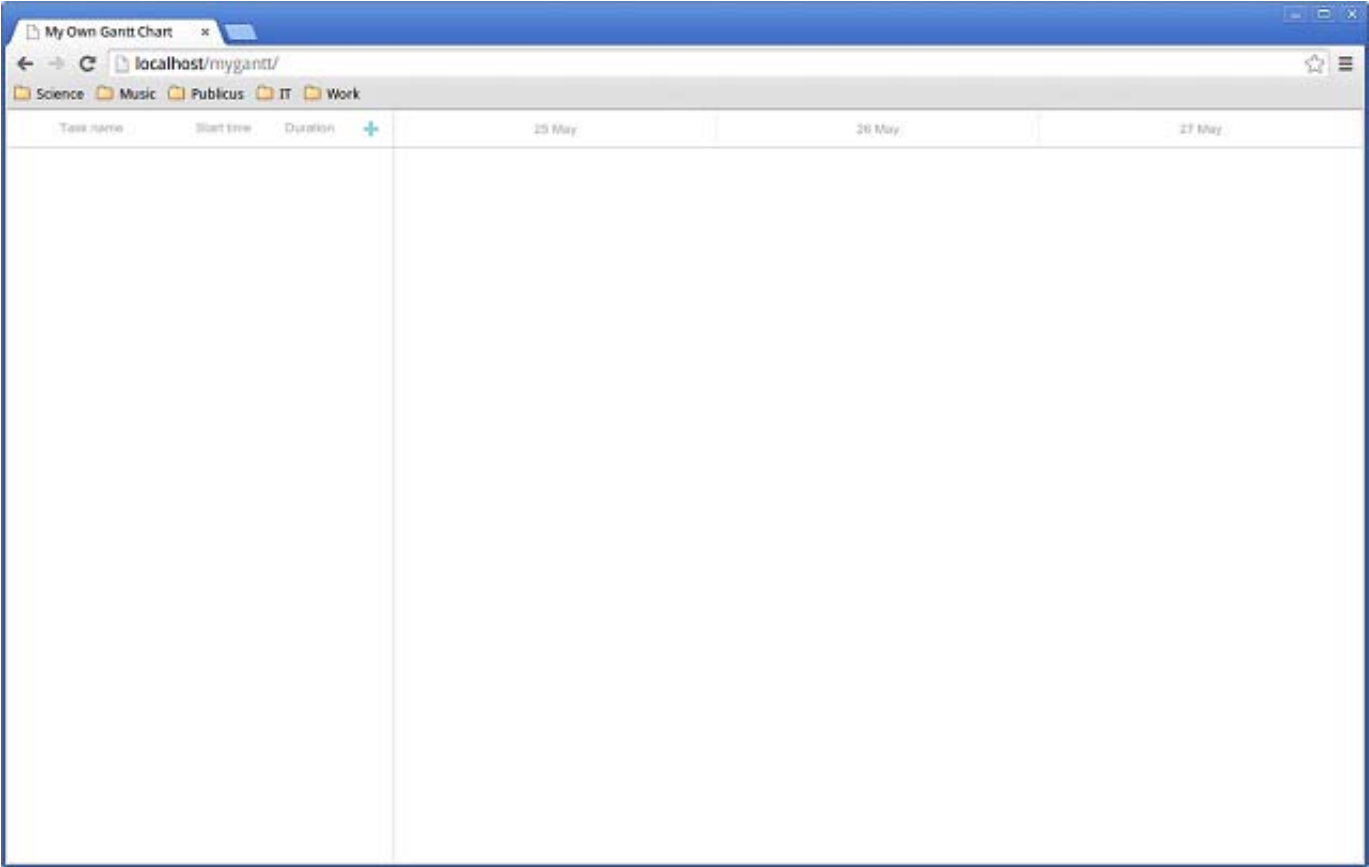 My Own Gantt Chart
localhost/mygantt/
Science Music Publicus IT Work
Task name Start time Duration 25 May 26 May 27 May